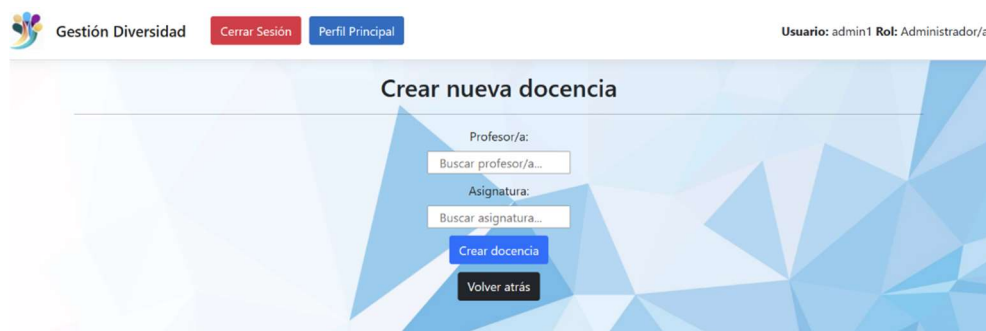 Gestión Diversidad
Cerrar Sesión
Perfil Principal
Usuario: admin1 Rol: Administrador/a
Crear nueva docencia
Profesor/a:
Buscar profesor/a...
Asignatura:
Buscar asignatura...
Crear docencia
Volver atrás